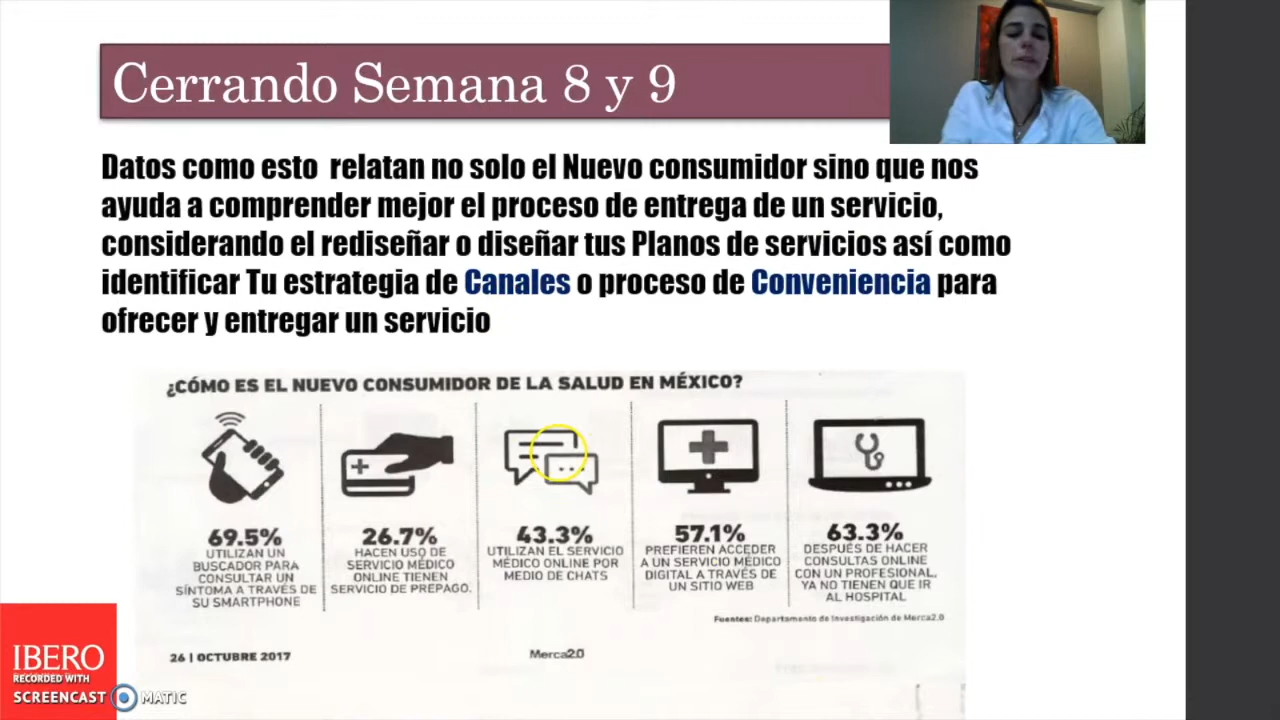 Cerrando Semana 8 y 9
Datos como esto relatan no solo el Nuevo consumidor sino que nos
ayuda a comprender mejor el proceso de entrega de un servicio,
considerando el rediseñar o diseñar tus Planos de servicios así como
identificar Tu estrategia de Canales o proceso de Conveniencia para
ofrecer y entregar un servicio
¿CÓMO ES EL NUEVO CONSUMIDOR DE LA SALUD EN MÉXICO?
69.5%
UTILIZAN UN
BUSCADOR PARA
CONSULTAR UN
SÍNTOMA A TRAVÉS DE
SU SMARTPHONE
26.7%
HACEN USO DE
SERVICIO MÉDICO
ONLINE TIENEN
SERVICIO DE PREPAGO.
43.3%
UTILIZAN EL SERVICIO
MÉDICO ONLINE POR
MEDIO DE CHATS
57.1%
PREFIEREN ACCEDER
A UN SERVICIO MÉDICO
DIGITAL A TRAVÉS DE
UN SITIO WEB
63.3%
DESPUÉS DE HACER
CONSULTAS ONLINE
CON UN PROFESIONAL,
YA NO TIENEN QUE IR
AL HOSPITAL
Fuentes: Departamento de Investigación de Merca2.0
26 | OCTUBRE 2017
Merca2.0
IBERO
RECORDED WITH
SCREENCAST MATIC